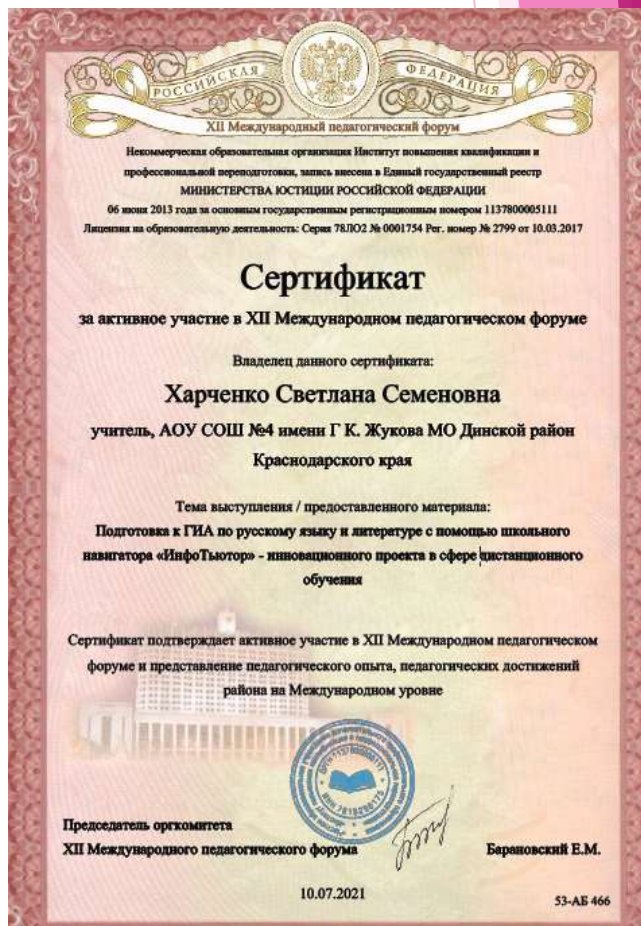 РОССИЙСКАЯ ФЕДЕРАЦИЯ
XII Международный педагогический форум
Некоммерческая образовательная организация Институт повышения квалификации и
профессиональной переподготовки, запись внесена в Единый государственный реестр
МИНИСТЕРСТВА ЮСТИЦИИ РОССИЙСКОЙ ФЕДЕРАЦИИ
06 июня 2013 года за основным государственным регистрационным номером 1137800005111
Лицензия на образовательную деятельность: Серия 78ЛО2 № 0001754 Рег. номер № 2799 от 10.03.2017
Сертификат
за активное участие в XII Международном педагогическом форуме
Владелец данного сертификата:
Харченко Светлана Семеновна
учитель, АОУ СОШ №4 имени Г К. Жукова МО Динской район
Краснодарского края
Тема выступления / предоставленного материала:
Подготовка к ГИА по русскому языку и литературе с помощью школьного
навигатора «ИнфоТьютор» - инновационного проекта в сфере дистанционного
обучения
Сертификат подтверждает активное участие в XII Международном педагогическом
форуме и представление педагогического опыта, педагогических достижений
района на Международном уровне
Председатель оргкомитета
XII Международного педагогического форума
Барановский Е.М.
10.07.2021
53-АБ 466